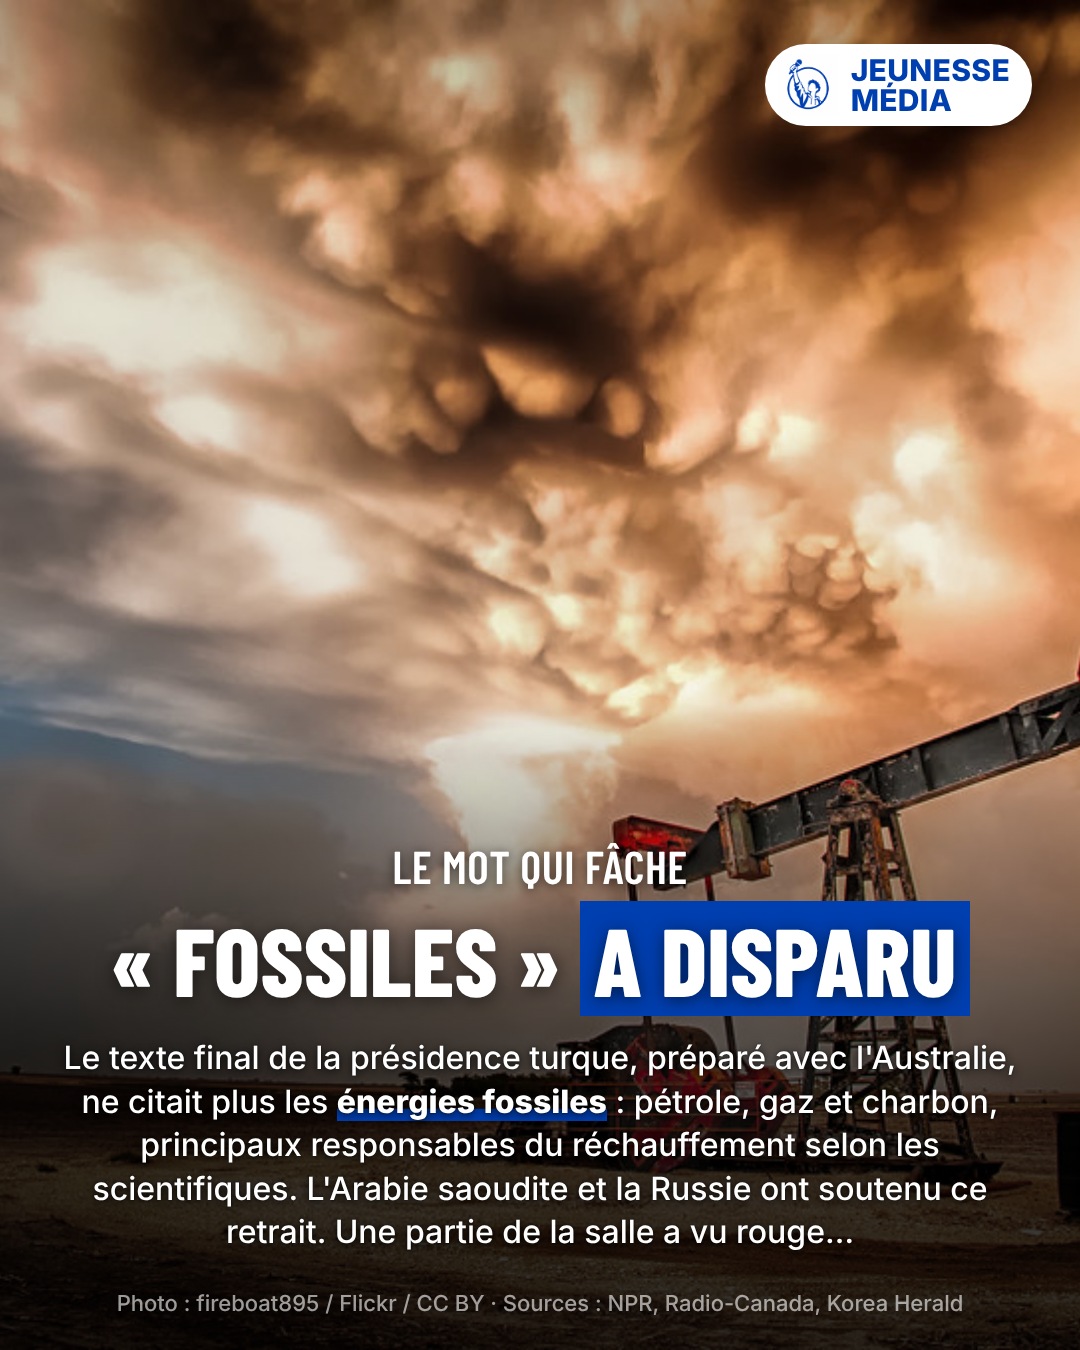 JEUNESSE
MÉDIA
LE MOT QUI FÂCHE
« FOSSILES » A DISPARU
Le texte final de la présidence turque, préparé avec l'Australie,
ne citait plus les énergies fossiles : pétrole, gaz et charbon,
principaux responsables du réchauffement selon les
scientifiques. L'Arabie saoudite et la Russie ont soutenu ce
retrait. Une partie de la salle a vu rouge...
Photo : fireboat895 / Flickr / CC BY · Sources : NPR, Radio-Canada, Korea Herald